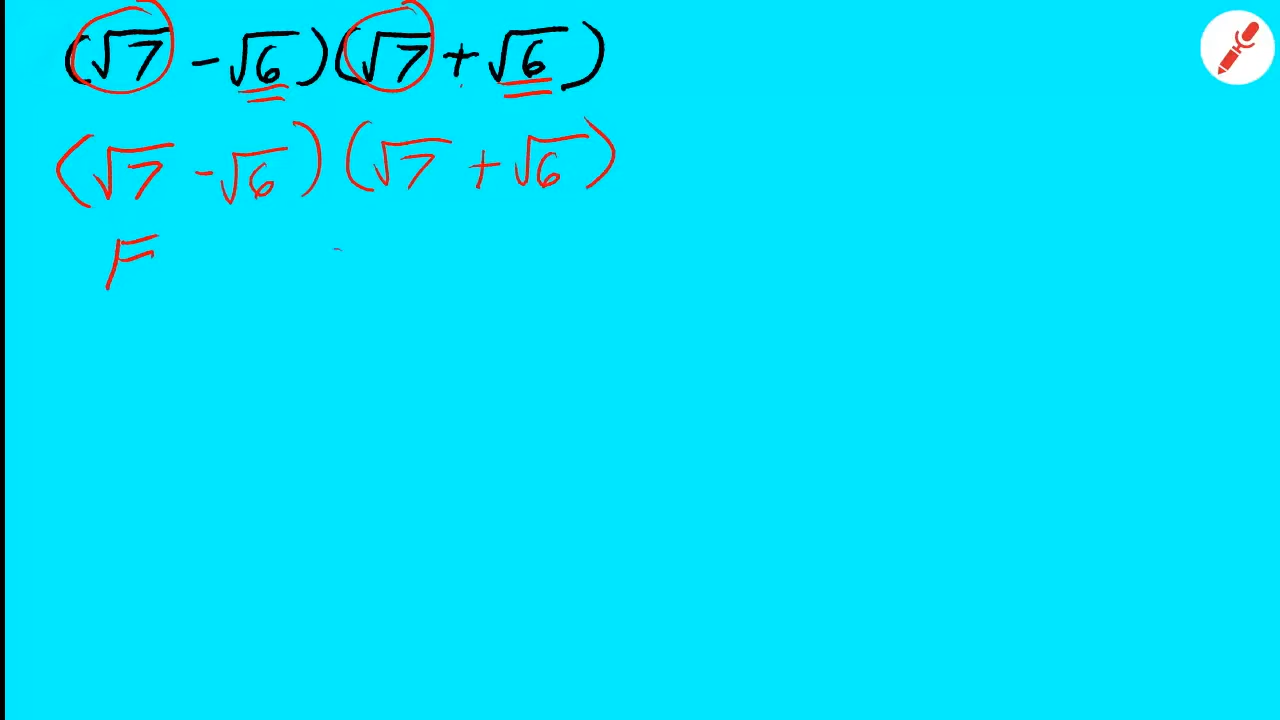 (√7 - √6)(√7 + √6)
(√7 - √6)(√7 + √6)
F